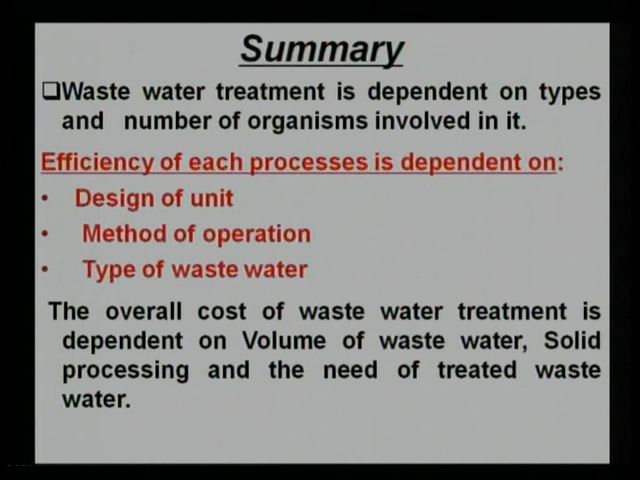 Summary
❑Waste water treatment is dependent on types
and number of organisms involved in it.
Efficiency of each processes is dependent on:
• Design of unit
• Method of operation
• Type of waste water
The overall cost of waste water treatment is
dependent on Volume of waste water, Solid
processing and the need of treated waste
water.